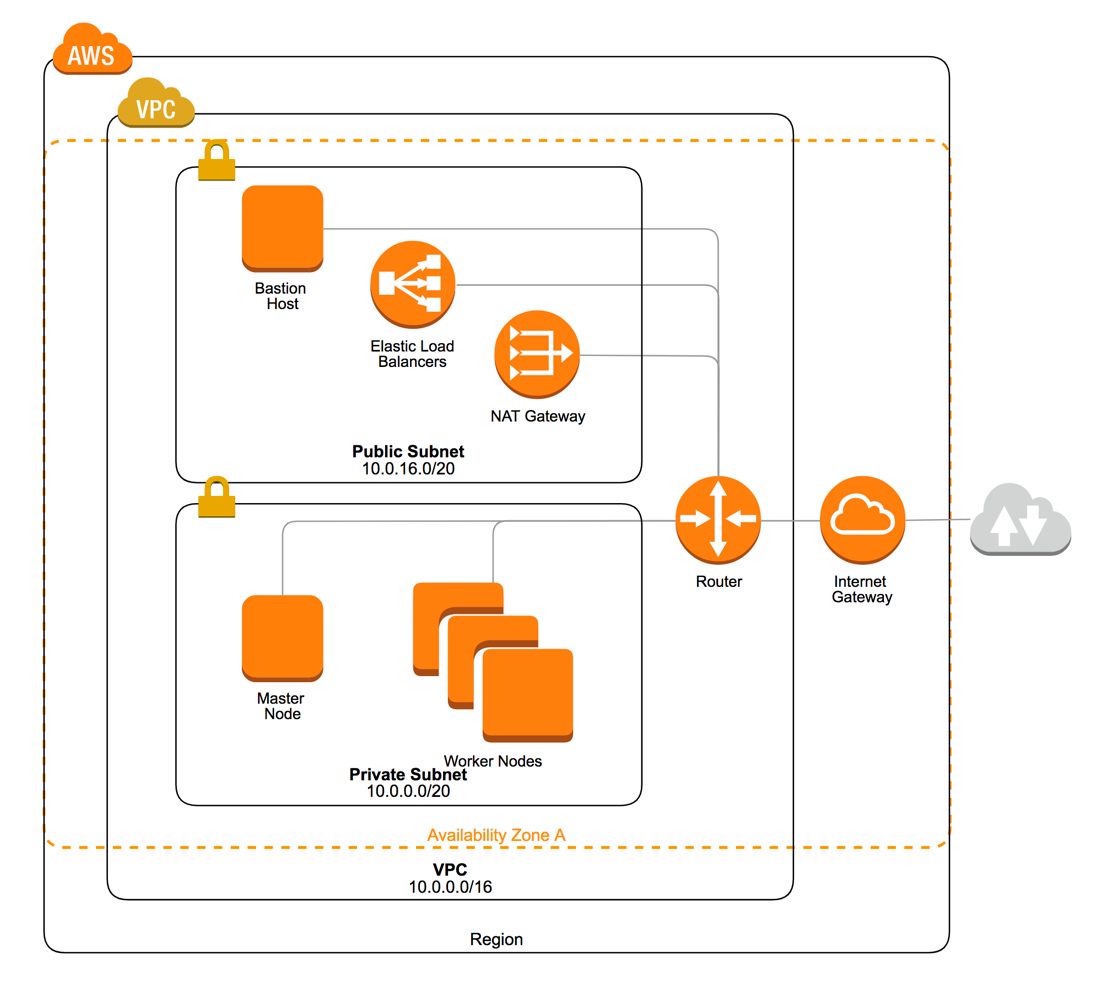 AWS
VPC
Bastion
Host
Elastic Load
Balancers
NAT Gateway
Public Subnet
10.0.16.0/20
Router
Internet
Gateway
Master
Node
Worker Nodes
Private Subnet
10.0.0.0/20
Availability Zone A
VPC
10.0.0.0/16
Region